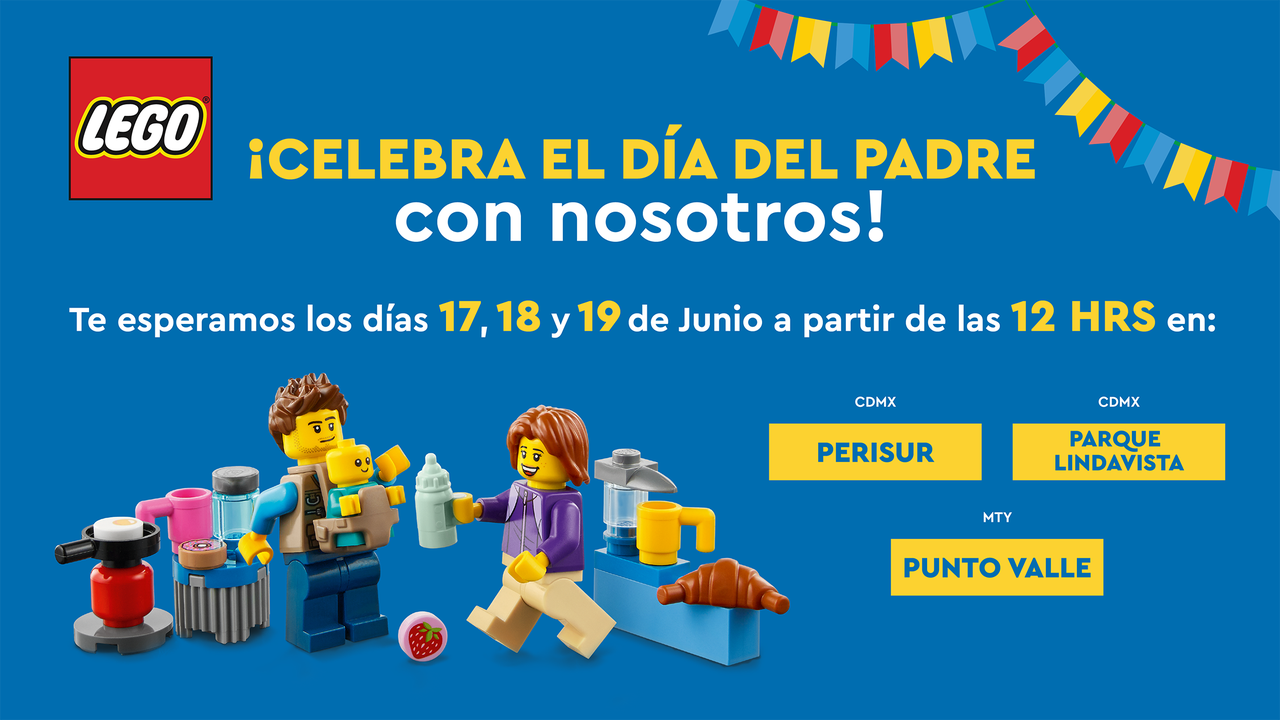 LEGO
¡CELEBRA EL DÍA DEL PADRE
con nosotros!
Te esperamos los días 17, 18 y 19 de Junio a partir de las 12 HRS en:
CDMX
PERISUR
CDMX
PARQUE
LINDAVISTA
MTY
PUNTO VALLE